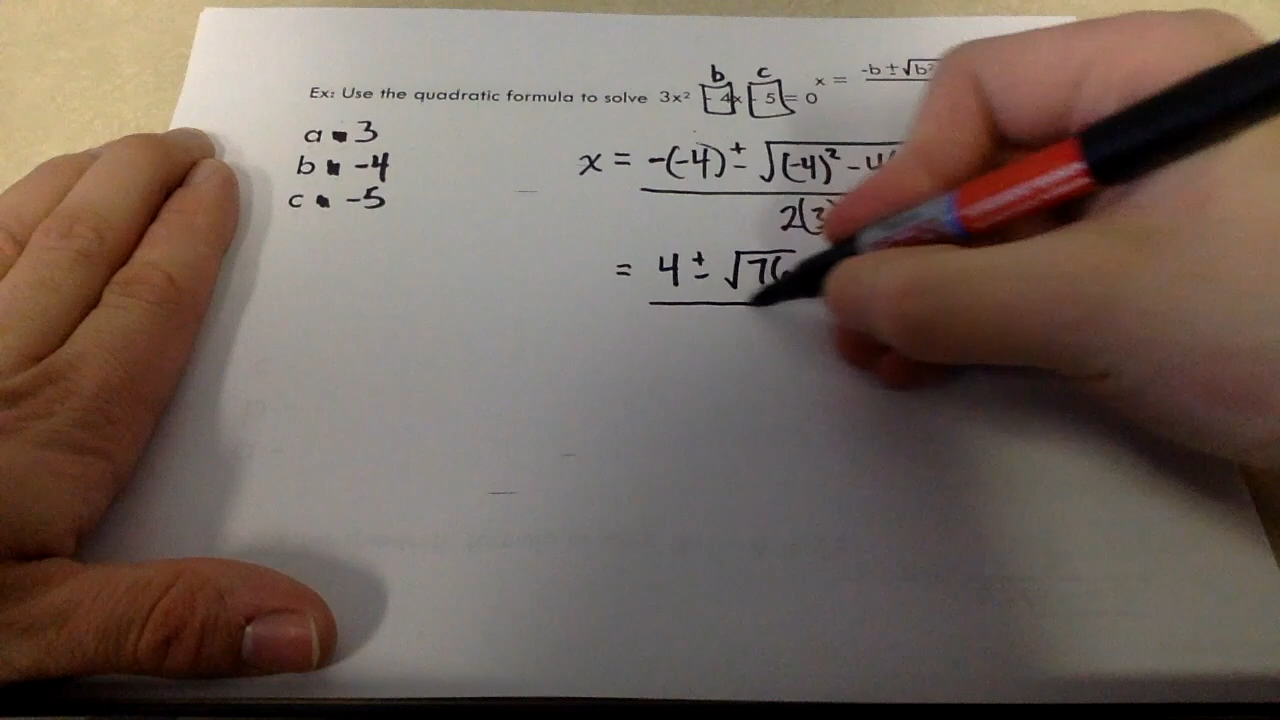 b c
Ex: Use the quadratic formula to solve 3x² - 4x - 5 = 0 x = -b ± √b²
a = 3
b = -4
c = -5
x = -(-4) ± √(-4)² - 4(
2(3)
= 4 ± √76